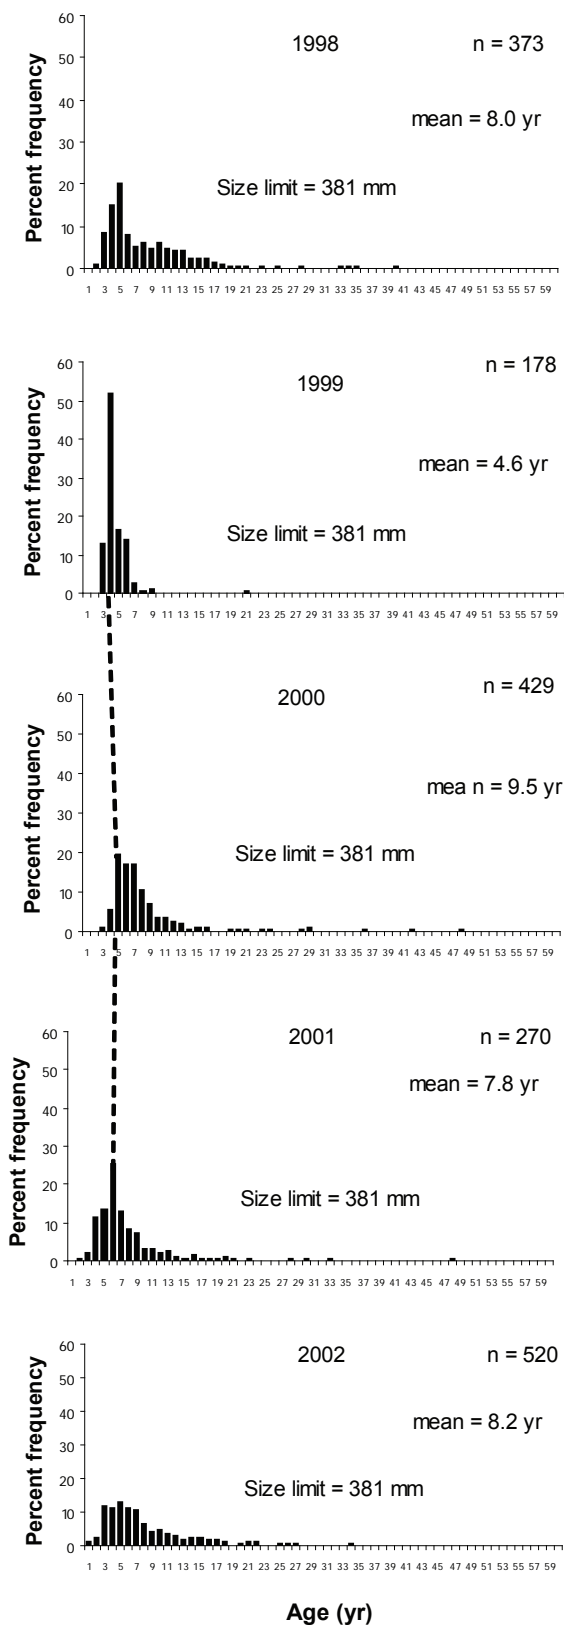 60
1998 n = 373
50
40
mean = 8.0 yr
30
20
Size limit = 381 mm
10
0
Percent frequency
1 3 5 7 9 11 13 15 17 19 21 23 25 27 29 31 33 35 37 39 41 43 45 47 49 51 53 55 57 59
60
n = 178
1999
50
40
mean = 4.6 yr
30
20
Size limit = 381 mm
10
0
Percent frequency
1 3 5 7 9 11 13 15 17 19 21 23 25 27 29 31 33 35 37 39 41 43 45 47 49 51 53 55 57 59
n = 429
60
2000
50
40
mea n = 9.5 yr
30
20
Size limit = 381 mm
10
0
Percent frequency
1 3 5 7 9 11 13 15 17 19 21 23 25 27 29 31 33 35 37 39 41 43 45 47 49 51 53 55 57 59
60
2001 n = 270
50
mean = 7.8 yr
40
30
20
Size limit = 381 mm
10
0
Percent frequency
1 3 5 7 9 11 13 15 17 19 21 23 25 27 29 31 33 35 37 39 41 43 45 47 49 51 53 55 57 59
60
2002 n = 520
50
40
mean = 8.2 yr
30
20
Size limit = 381 mm
10
0
Percent frequency
1 3 5 7 9 11 13 15 17 19 21 23 25 27 29 31 33 35 37 39 41 43 45 47 49 51 53 55 57 59
Age (yr)